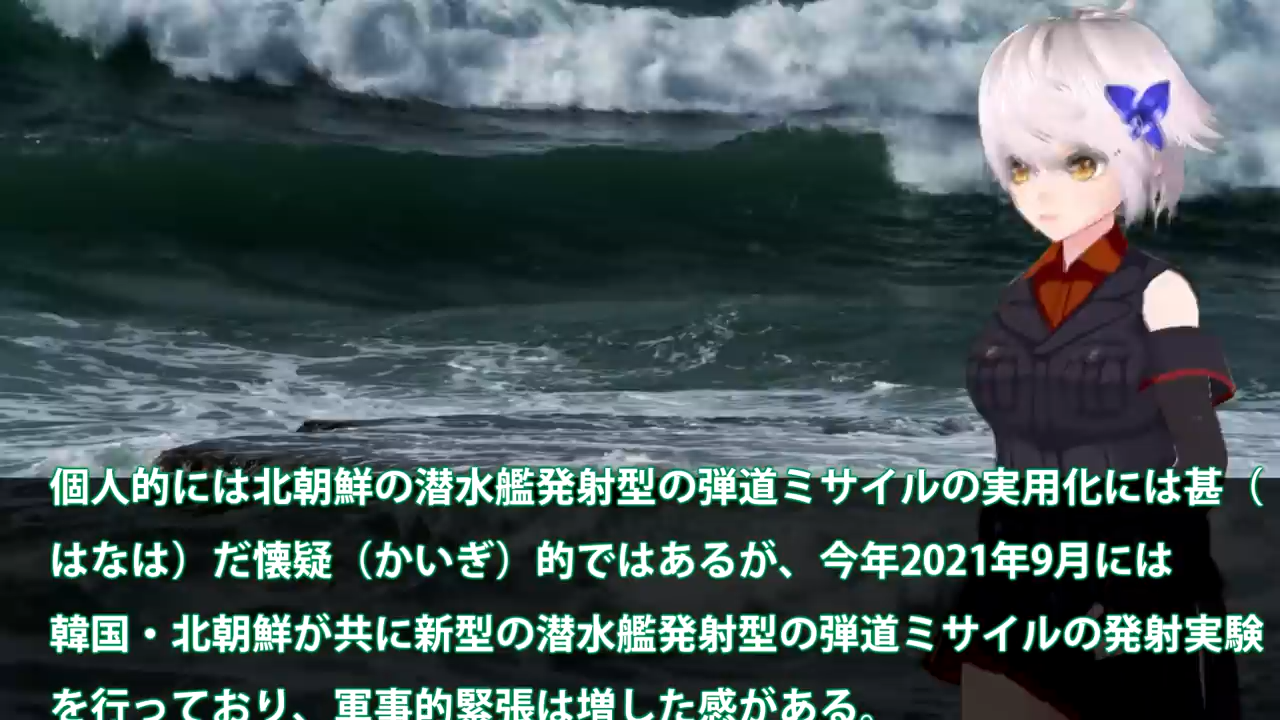 個人的には北朝鮮の潜水艦発射型の弾道ミサイルの実用化には甚（
はなは）だ懐疑（かいぎ）的ではあるが、今年2021年9月には
韓国・北朝鮮が共に新型の潜水艦発射型の弾道ミサイルの発射実験
を行っており、軍事的緊張は増した感がある。